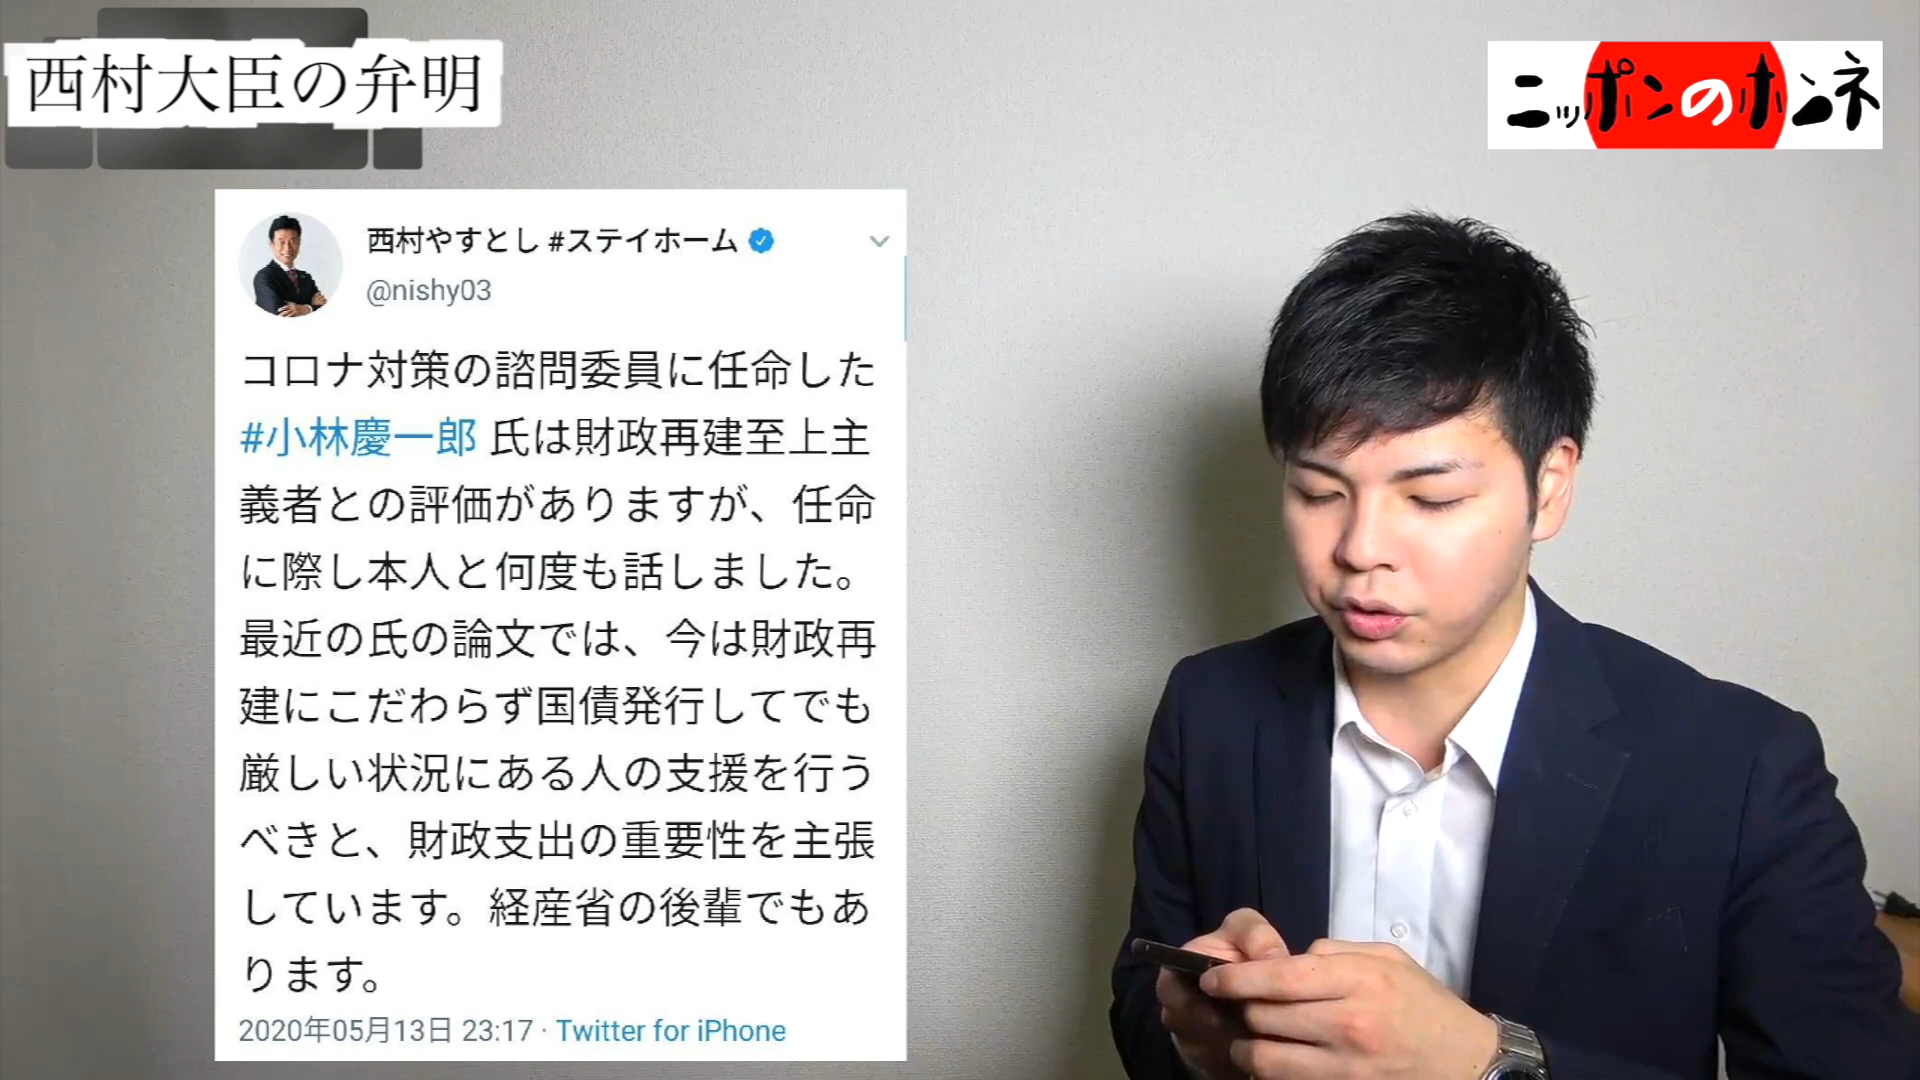 西村大臣の弁明
ニッポンのホンネ
西村やすとし #ステイホーム
@nishy03
コロナ対策の諮問委員に任命した
#小林慶一郎 氏は財政再建至上主
義者との評価がありますが、任命
に際し本人と何度も話しました。
最近の氏の論文では、今は財政再
建にこだわらず国債発行してでも
厳しい状況にある人の支援を行う
べきと、財政支出の重要性を主張
しています。経産省の後輩でもあ
ります。
2020年05月13日 23:17 · Twitter for iPhone